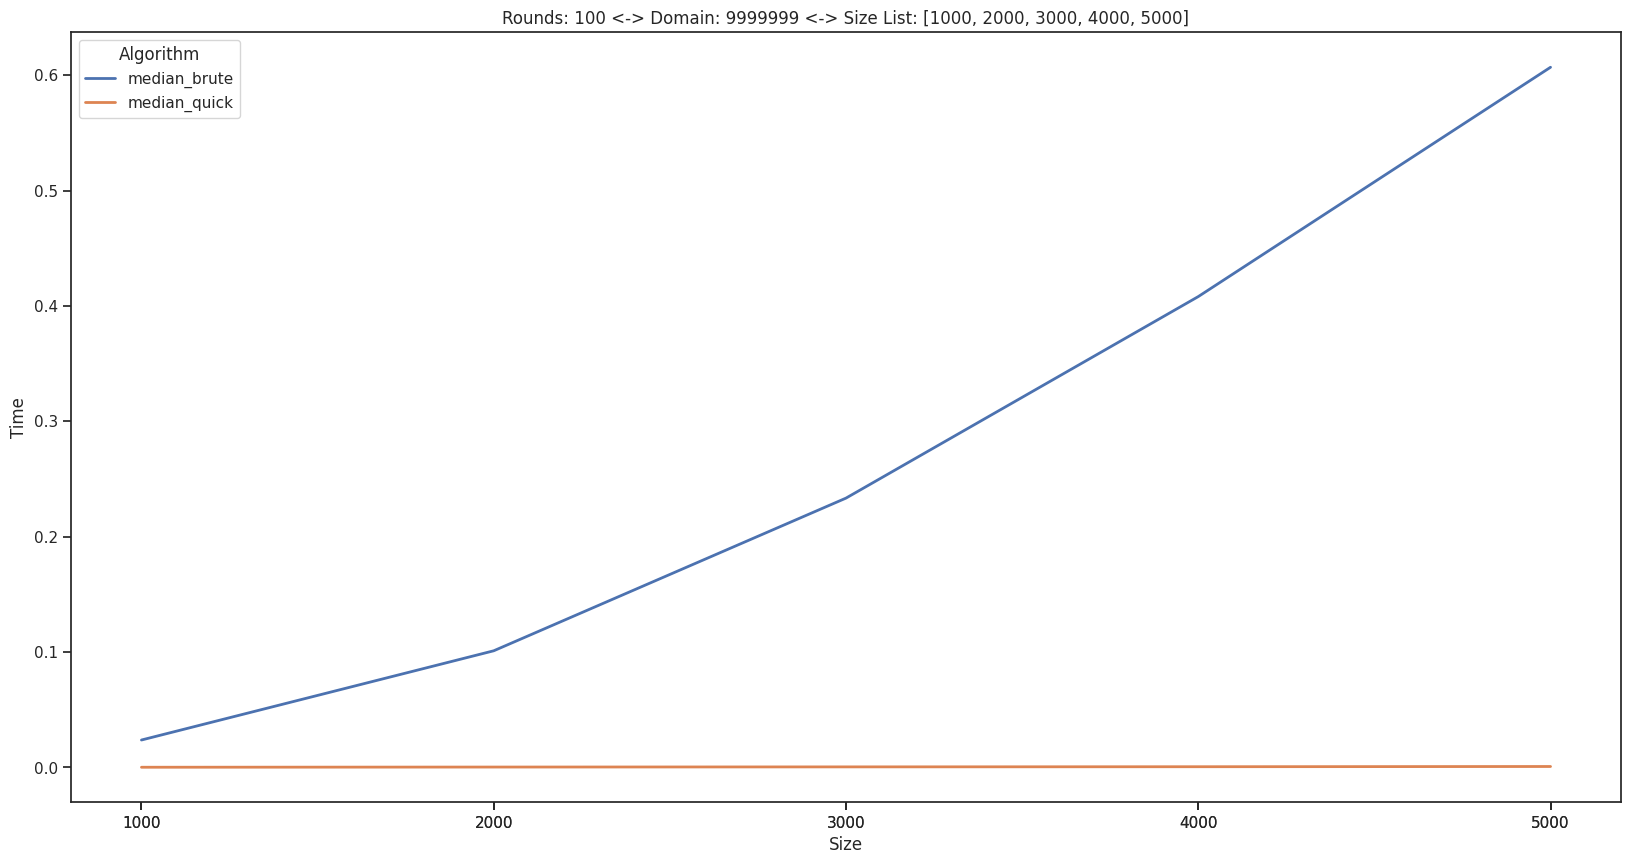 Rounds: 100 <-> Domain: 9999999 <-> Size List: [1000, 2000, 3000, 4000, 5000]
Algorithm
median_brute
median_quick
0.6
0.5
0.4
0.3
0.2
0.1
0.0
Time
1000 2000 3000 4000 5000
Size